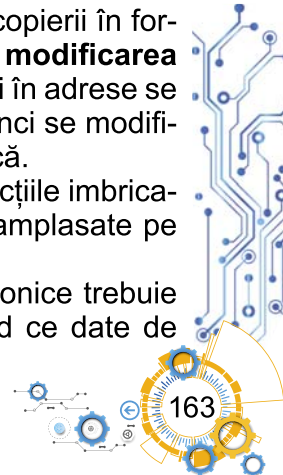 copierii în for-
modificarea
i în adrese se
nci se modifi-
că.
cțiile imbrica-
amplasate pe
onice trebuie
d ce date de
163